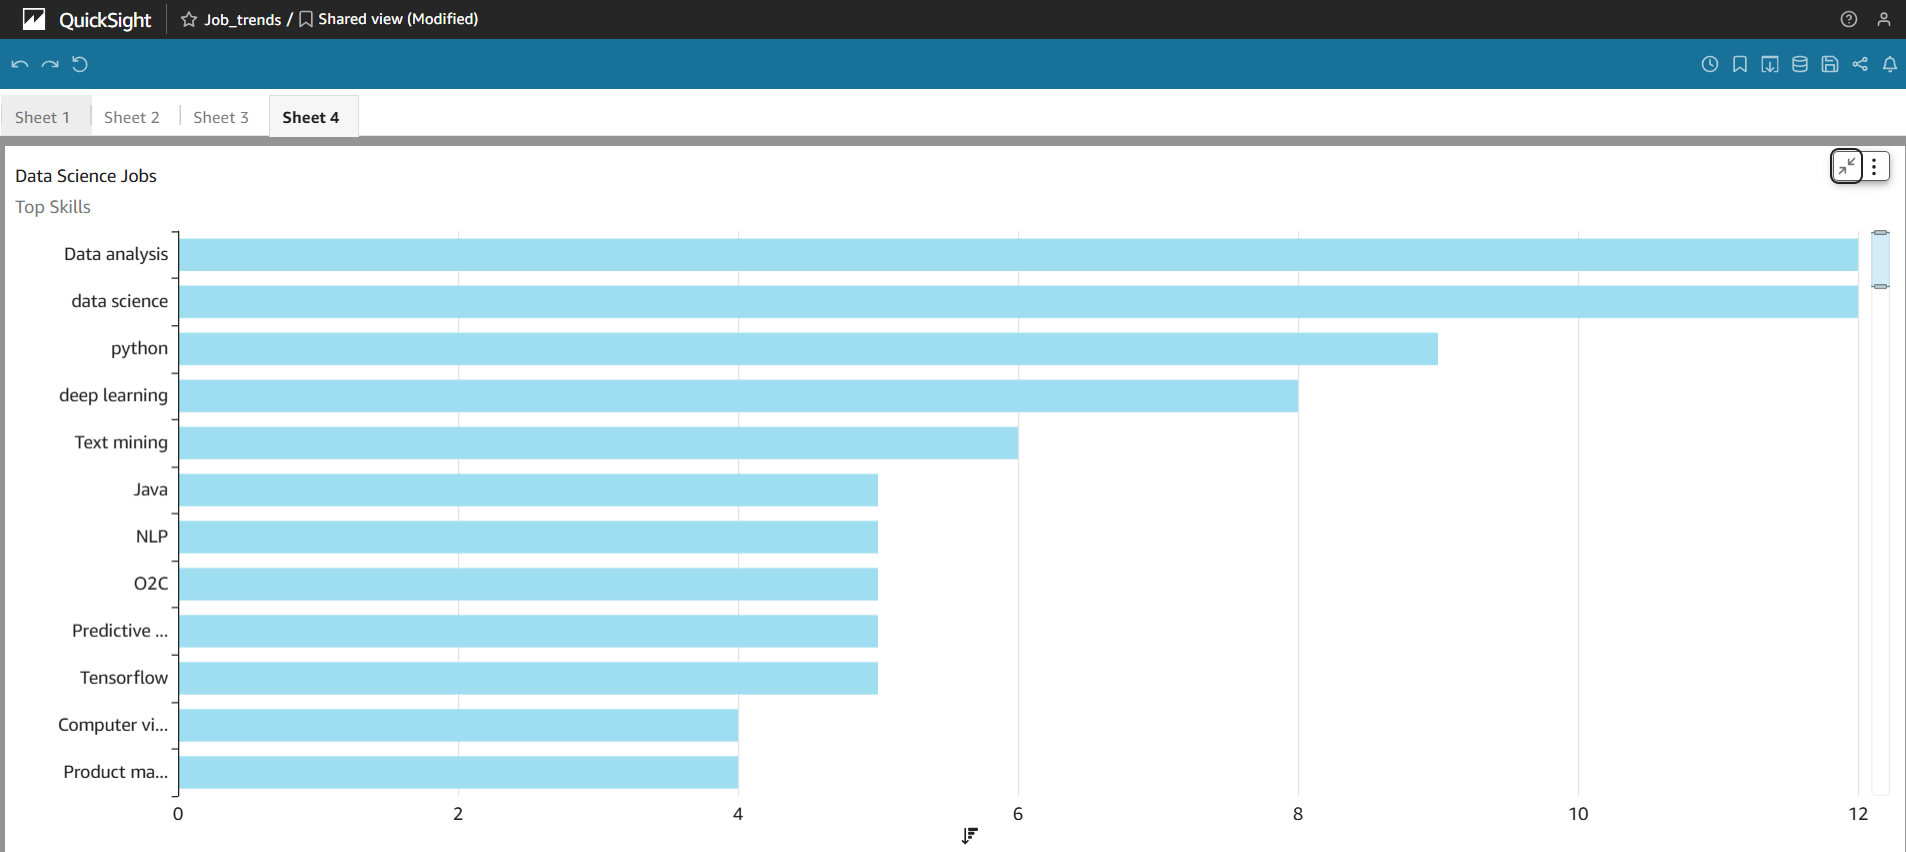 QuickSight
Job_trends / Shared view (Modified)
Sheet 1
Sheet 2
Sheet 3
Sheet 4
Data Science Jobs
Top Skills
Data analysis
data science
python
deep learning
Text mining
Java
NLP
O2C
Predictive ...
Tensorflow
Computer vi...
Product ma...
0 2 4 6 8 10 12